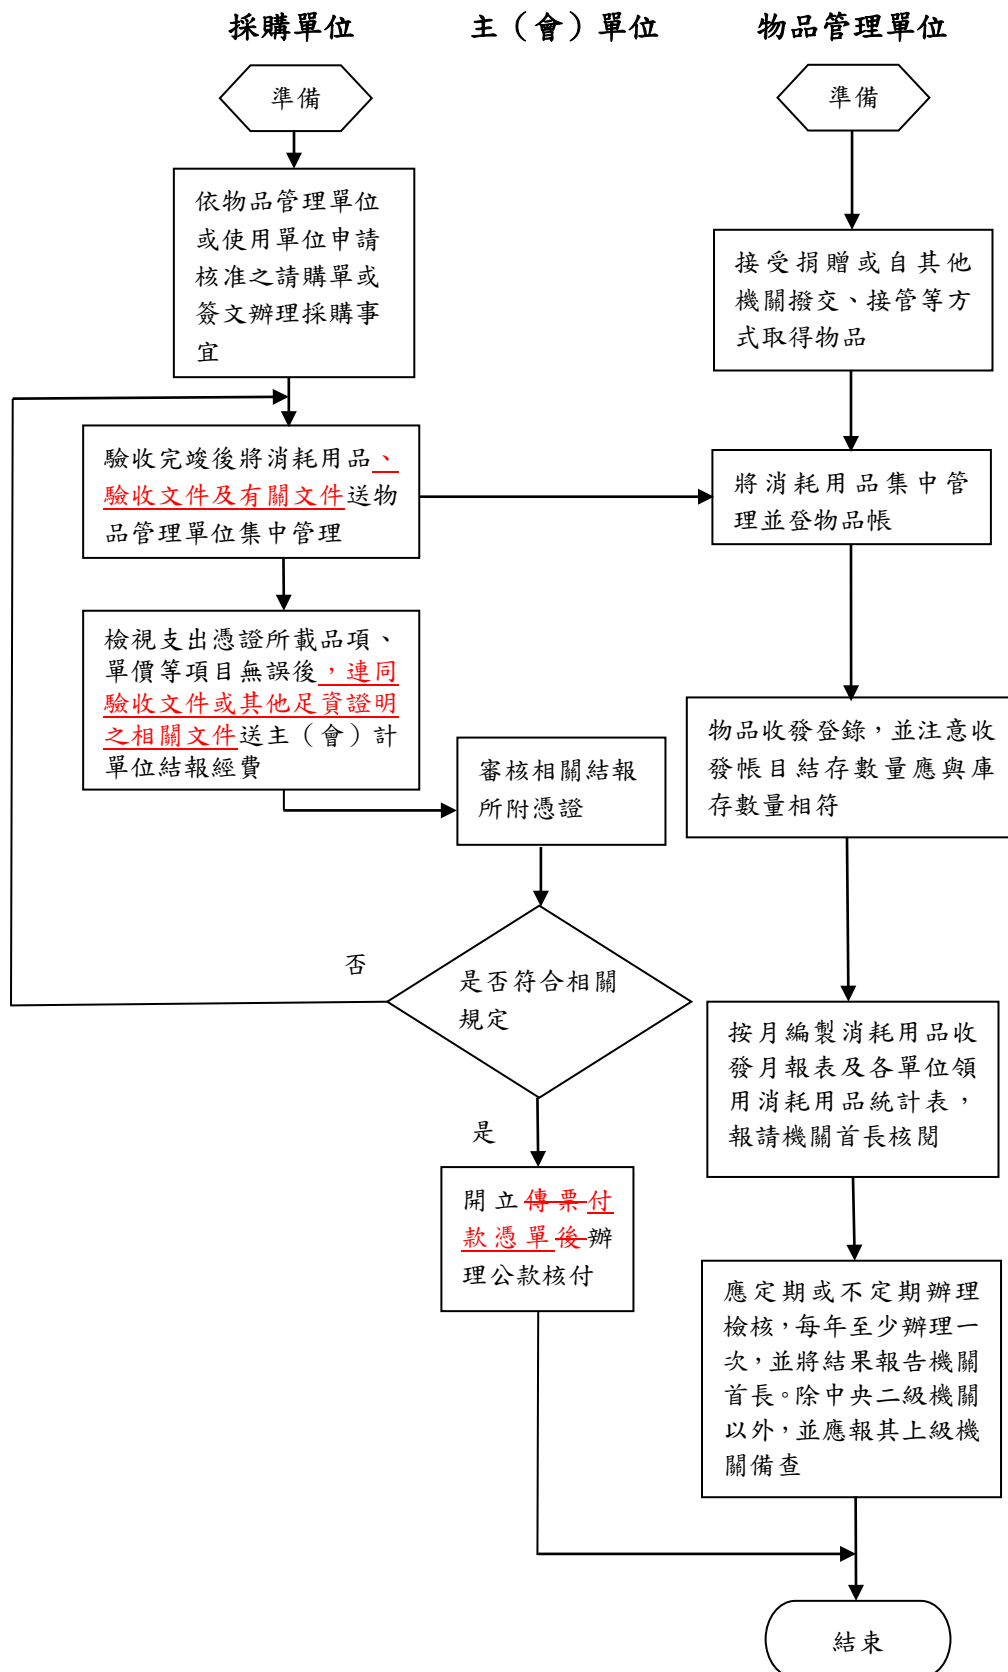 採購單位
主（會）單位
物品管理單位
準備
準備
依物品管理單位
或使用單位申請
核准之請購單或
簽文辦理採購事
宜
接受捐贈或自其他
機關撥交、接管等方
式取得物品
驗收完竣後將消耗用品、
驗收文件及有關文件送物
品管理單位集中管理
將消耗用品集中管
理並登物品帳
檢視支出憑證所載品項、
單價等項目無誤後，連同
驗收文件或其他足資證明
之相關文件送主（會）計
單位結報經費
物品收發登錄，並注意收
發帳目結存數量應與庫
存數量相符
審核相關結報
所附憑證
否
是否符合相關
規定
是
按月編製消耗用品收
發月報表及各單位領
用消耗用品統計表，
報請機關首長核閱
開立傳票付
款憑單後辦
理公款核付
應定期或不定期辦理
檢核，每年至少辦理一
次，並將結果報告機關
首長。除中央二級機關
以外，並應報其上級機
關備查
結束